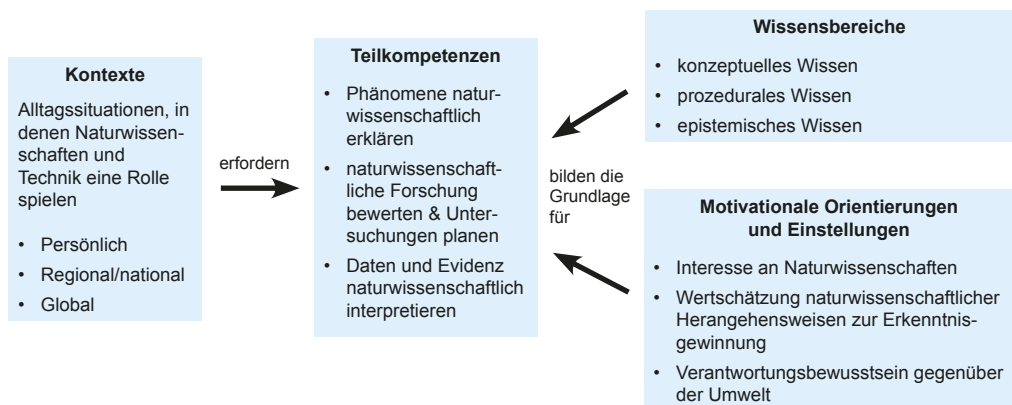 Kontexte
Alltagssituationen, in
denen Naturwissen-
schaften und
Technik eine Rolle
spielen
• Persönlich
• Regional/national
• Global
erfordern
Teilkompetenzen
• Phänomene natur-
wissenschaftlich
erklären
• naturwissenschaft-
liche Forschung
bewerten & Unter-
suchungen planen
• Daten und Evidenz
naturwissenschaftlich
interpretieren
bilden die
Grundlage
für
Wissensbereiche
• konzeptuelles Wissen
• prozedurales Wissen
• epistemisches Wissen
Motivationale Orientierungen
und Einstellungen
• Interesse an Naturwissenschaften
• Wertschätzung naturwissenschaftlicher
Herangehensweisen zur Erkenntnis-
gewinnung
• Verantwortungsbewusstsein gegenüber
der Umwelt